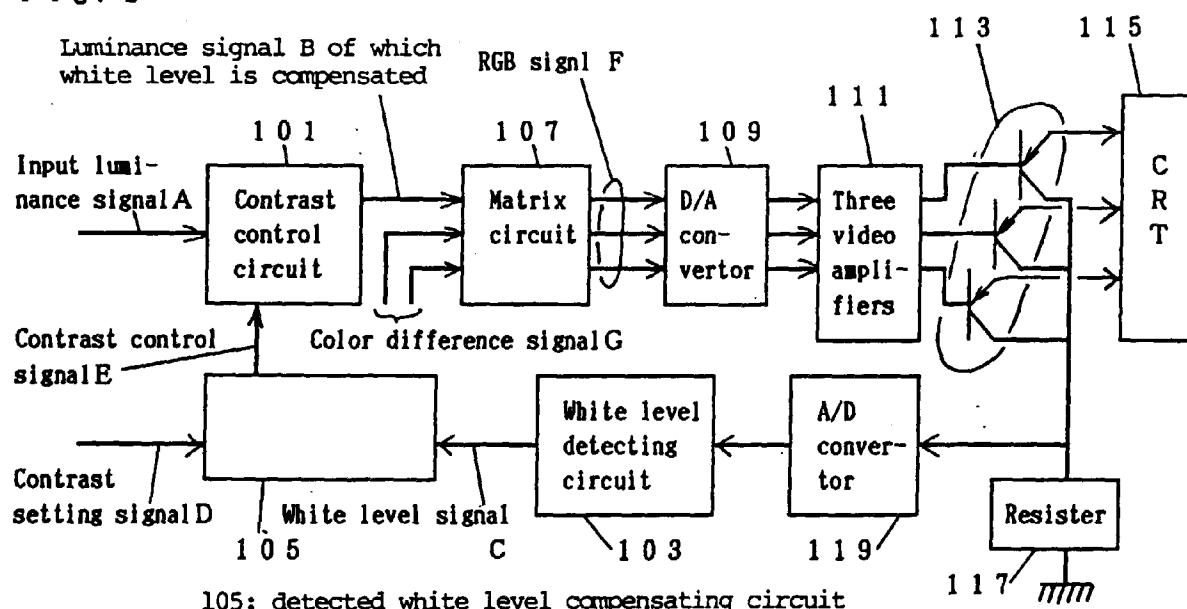 113
115
Luminance signal B of which
white level is compensated
RGB signl F
111
101
107
109
Input lumi-
nance signal A
Contrast
control
circuit
Matrix
circuit
D/A
con-
vertor
Three
video
ampli-
fiers
C
R
T
Contrast control
signal E
Color difference signal G
White level
detecting
circuit
A/D
conver-
tor
Contrast
setting signal D
White level signal
C
Resister
105
103
119
117
105: detected white level compensating circuit